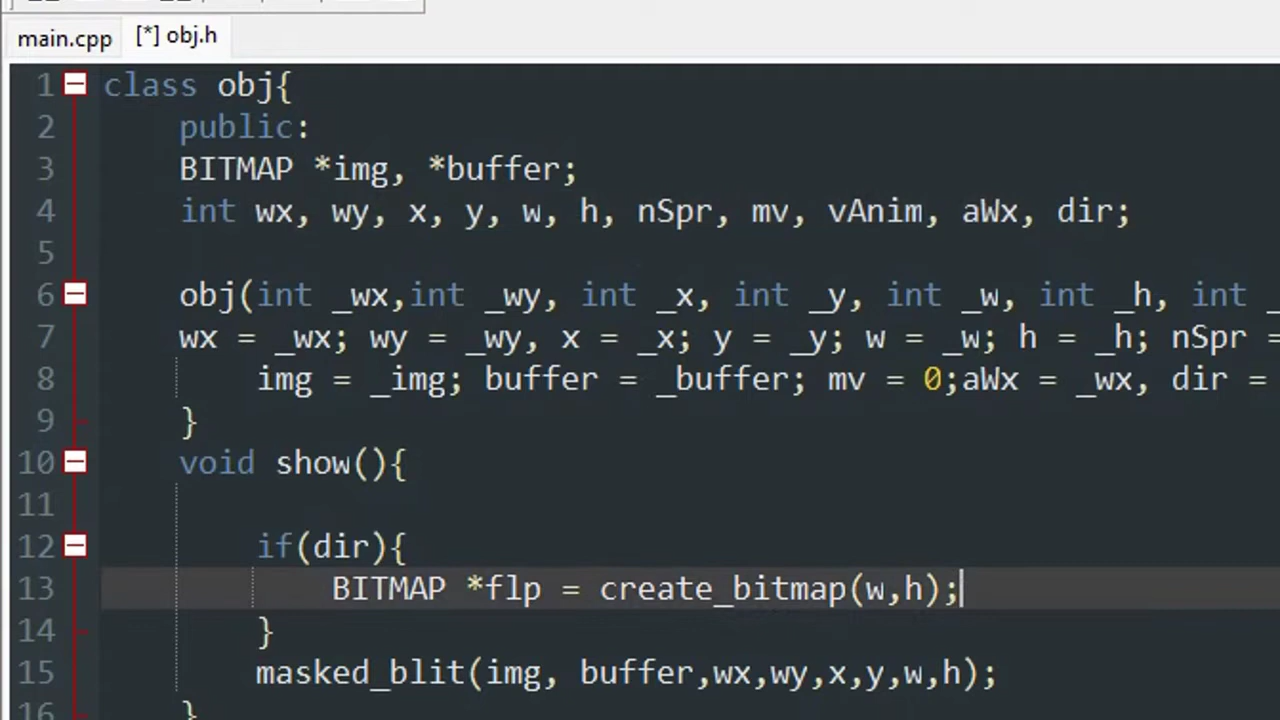 main.cpp [*] obj.h
1 class obj{
2 public:
3 BITMAP *img, *buffer;
4 int wx, wy, x, y, w, h, nSpr, mv, vAnim, aWx, dir;
5
6 obj(int _wx,int _wy, int _x, int _y, int _w, int _h, int _
7 wx = _wx; wy = _wy, x = _x; y = _y; w = _w; h = _h; nSpr =
8 img = _img; buffer = _buffer; mv = 0;aWx = _wx, dir =
9 }
10 void show(){
11
12 if(dir){
13 BITMAP *flp = create_bitmap(w,h);
14 }
15 masked_blit(img, buffer,wx,wy,x,y,w,h);
16 }